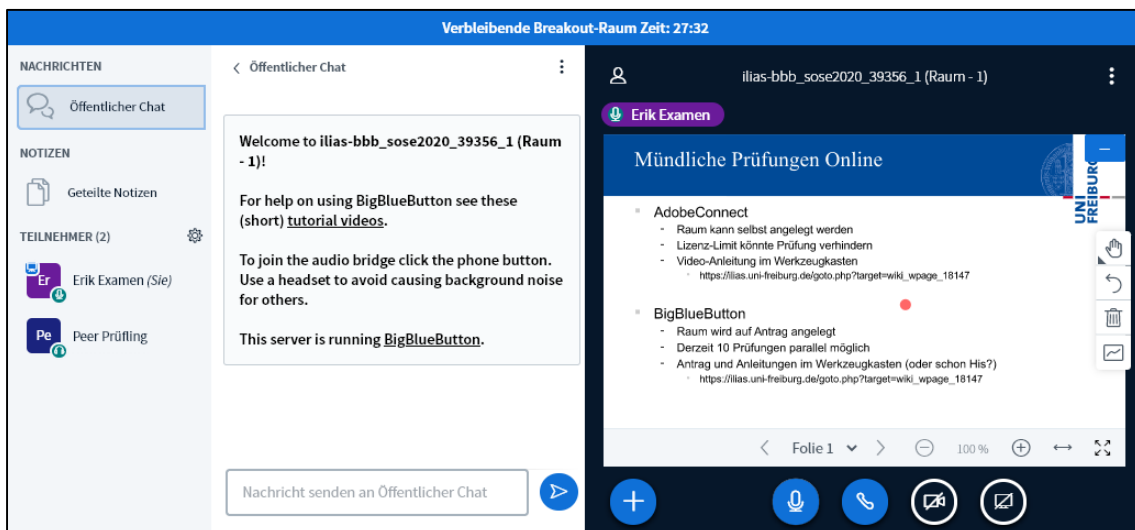 Verbleibende Breakout-Raum Zeit: 27:32
NACHRICHTEN
Öffentlicher Chat
NOTIZEN
Geteilte Notizen
TEILNEHMER (2)
Er
Erik Examen (Sie)
Pe
Peer Prüfling
Öffentlicher Chat
Welcome to ilias-bbb_sose2020_39356_1 (Raum
- 1)!
For help on using BigBlueButton see these
(short) tutorial videos.
To join the audio bridge click the phone button.
Use a headset to avoid causing background noise
for others.
This server is running BigBlueButton.
Nachricht senden an Öffentlicher Chat
ilias-bbb_sose2020_39356_1 (Raum - 1)
Erik Examen
Mündliche Prüfungen Online
UNI
FREIBURG
AdobeConnect
- Raum kann selbst angelegt werden
- Lizenz-Limit könnte Prüfung verhindern
- Video-Anleitung im Werkzeugkasten
https://ilias.uni-freiburg.de/goto.php?target=wiki_wpage_18147
BigBlueButton
- Raum wird auf Antrag angelegt
- Derzeit 10 Prüfungen parallel möglich
- Antrag und Anleitungen im Werkzeugkasten (oder schon His?)
https://ilias.uni-freiburg.de/goto.php?target=wiki_wpage_18147
Folie 1
100 %